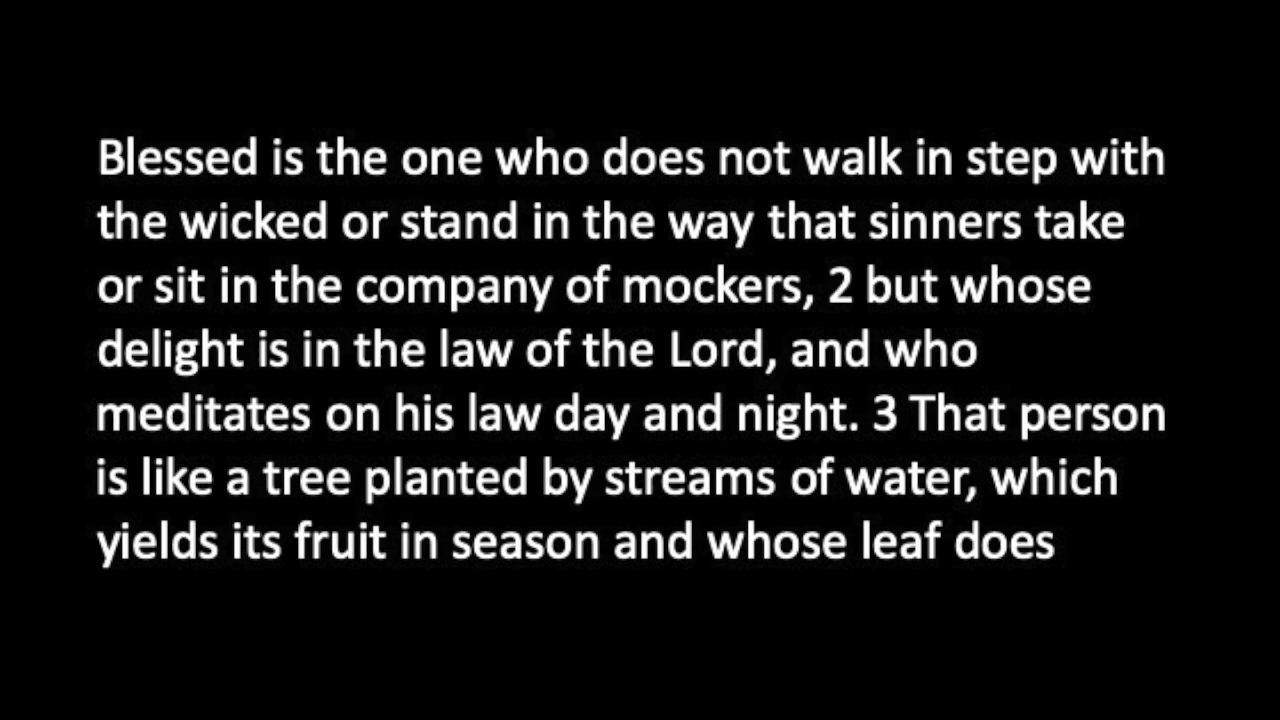 Blessed is the one who does not walk in step with
the wicked or stand in the way that sinners take
or sit in the company of mockers, 2 but whose
delight is in the law of the Lord, and who
meditates on his law day and night. 3 That person
is like a tree planted by streams of water, which
yields its fruit in season and whose leaf does